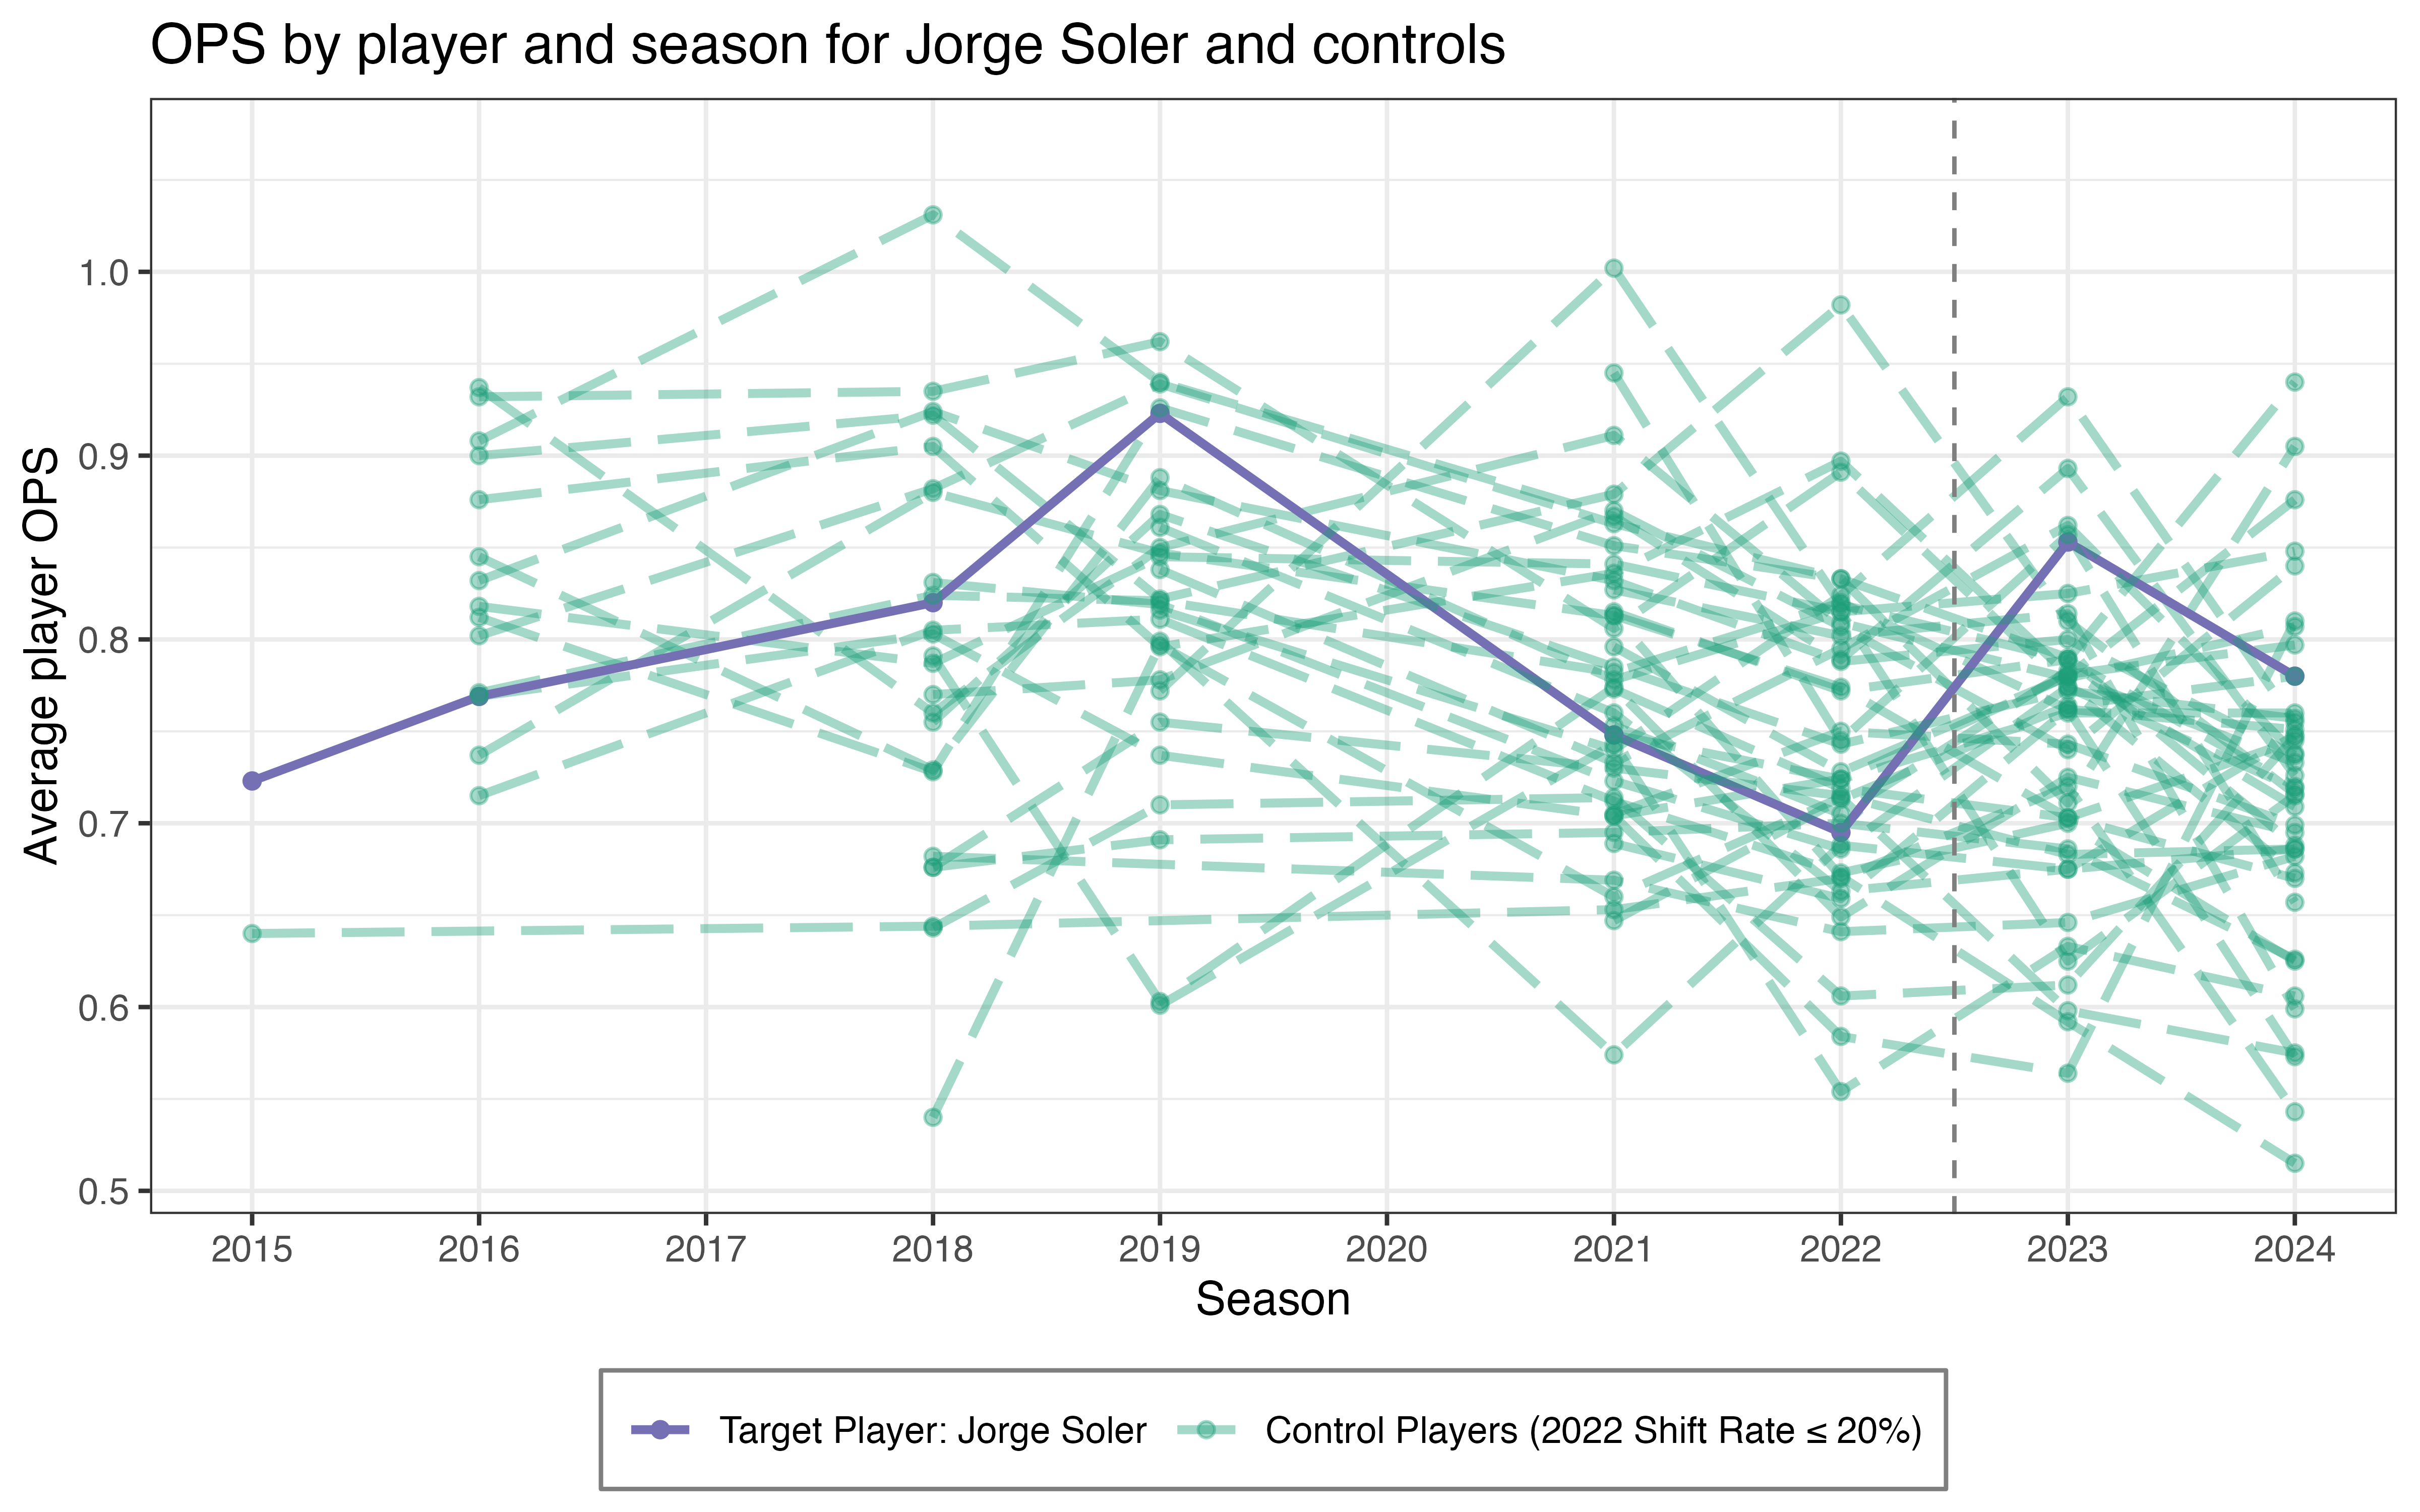 OPS by player and season for Jorge Soler and controls
Average player OPS
1.0
0.9
0.8
0.7
0.6
0.5
2015 2016 2017 2018 2019 2020 2021 2022 2023 2024
Season
Target Player: Jorge Soler Control Players (2022 Shift Rate ≤ 20%)